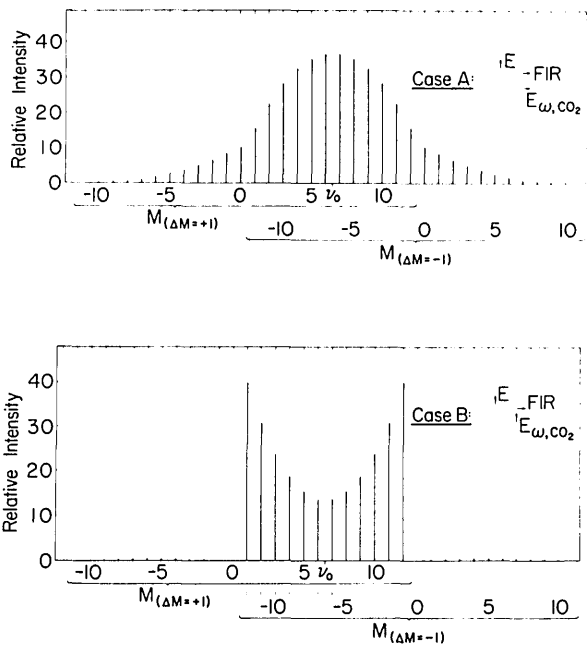 40
30
20
10
0
Relative Intensity
Case A:
E
FIR
Eω,CO₂
-10 -5 0 5 ν₀ 10
M(ΔM=+1)
-10 -5 0 5 10
M(ΔM=-1)
40
30
20
10
0
Relative Intensity
Case B:
E
FIR
Eω,CO₂
-10 -5 0 5 ν₀ 10
M(ΔM=+1)
-10 -5 0 5 10
M(ΔM=-1)